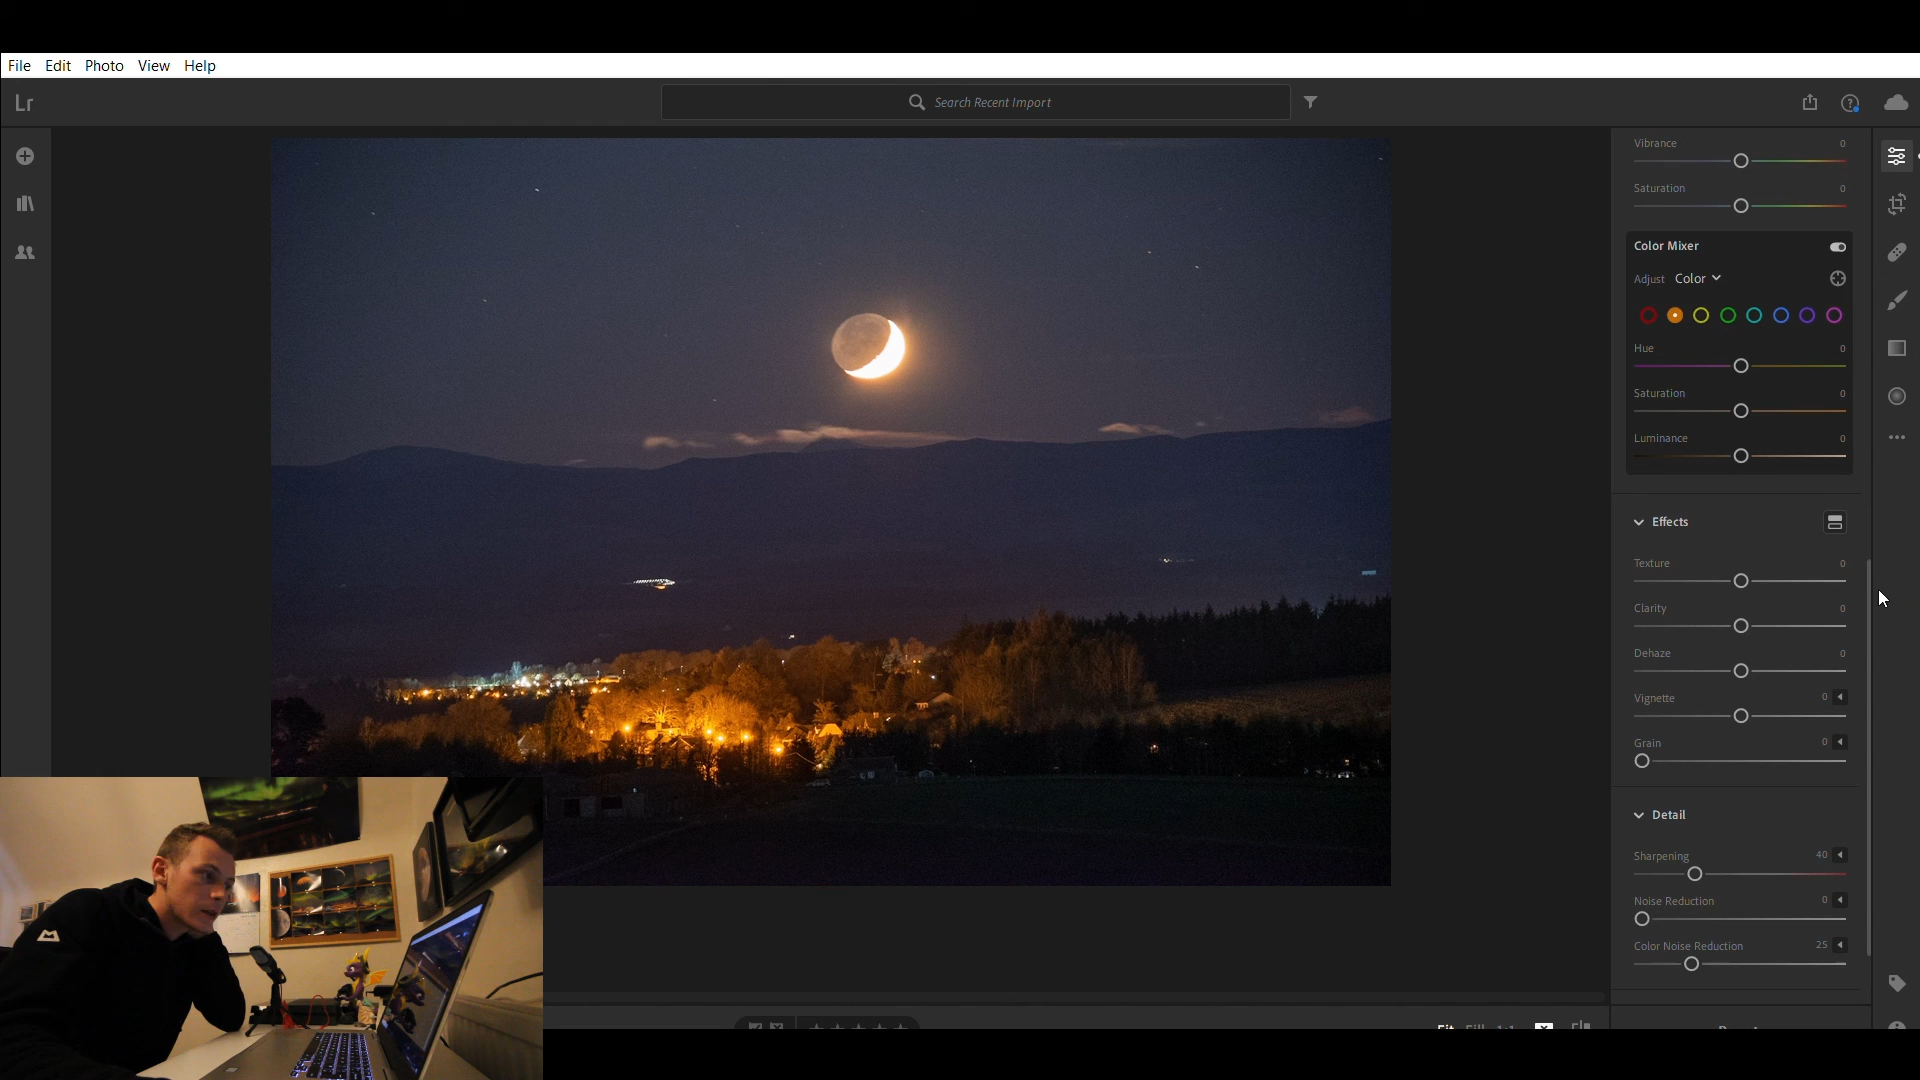 File Edit Photo View Help
Lr
Search Recent Import
Vibrance 0
Saturation 0
Color Mixer
Adjust Color
Hue 0
Saturation 0
Luminance 0
Effects
Texture 0
Clarity 0
Dehaze 0
Vignette 0
Grain 0
Detail
Sharpening 40
Noise Reduction 0
Color Noise Reduction 25